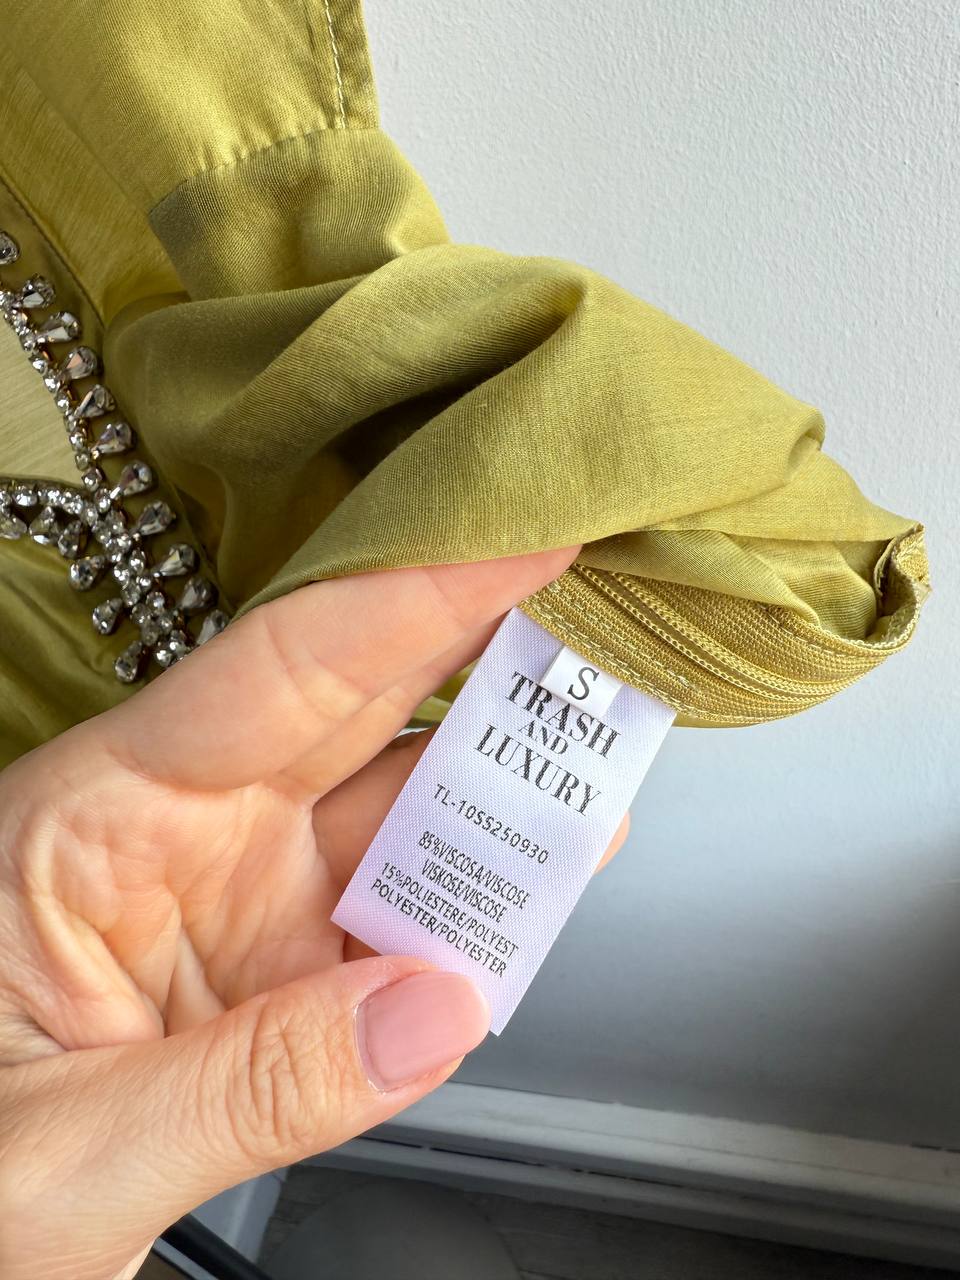 S
TRASH
AND
LUXURY
TL-10SS250930
85%VISCOSA/VISCOSE
VISKOSE/VISCOSE
15%POLIESTERE/POLYEST
POLYESTER/POLYESTER